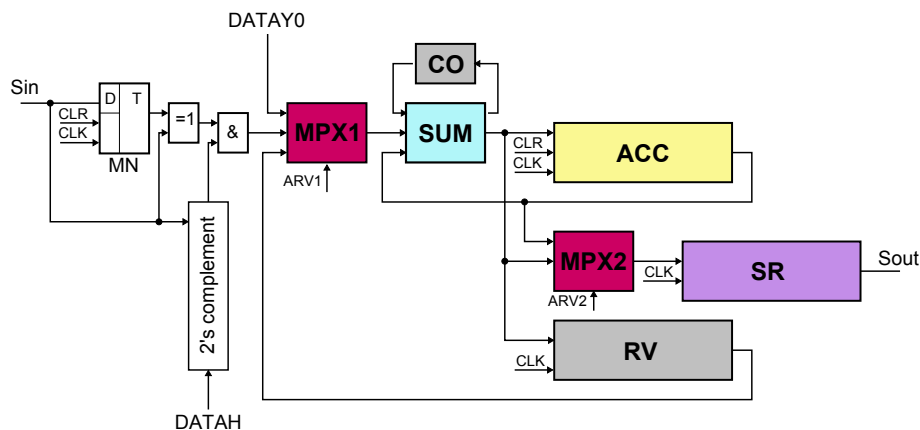 DATAY0
CO
Sin
D T
CLR
CLK
MN
=1
&
MPX1
ARV1
SUM
CLR
CLK
ACC
2's complement
MPX2
ARV2
CLK
SR
Sout
CLK
RV
DATAH